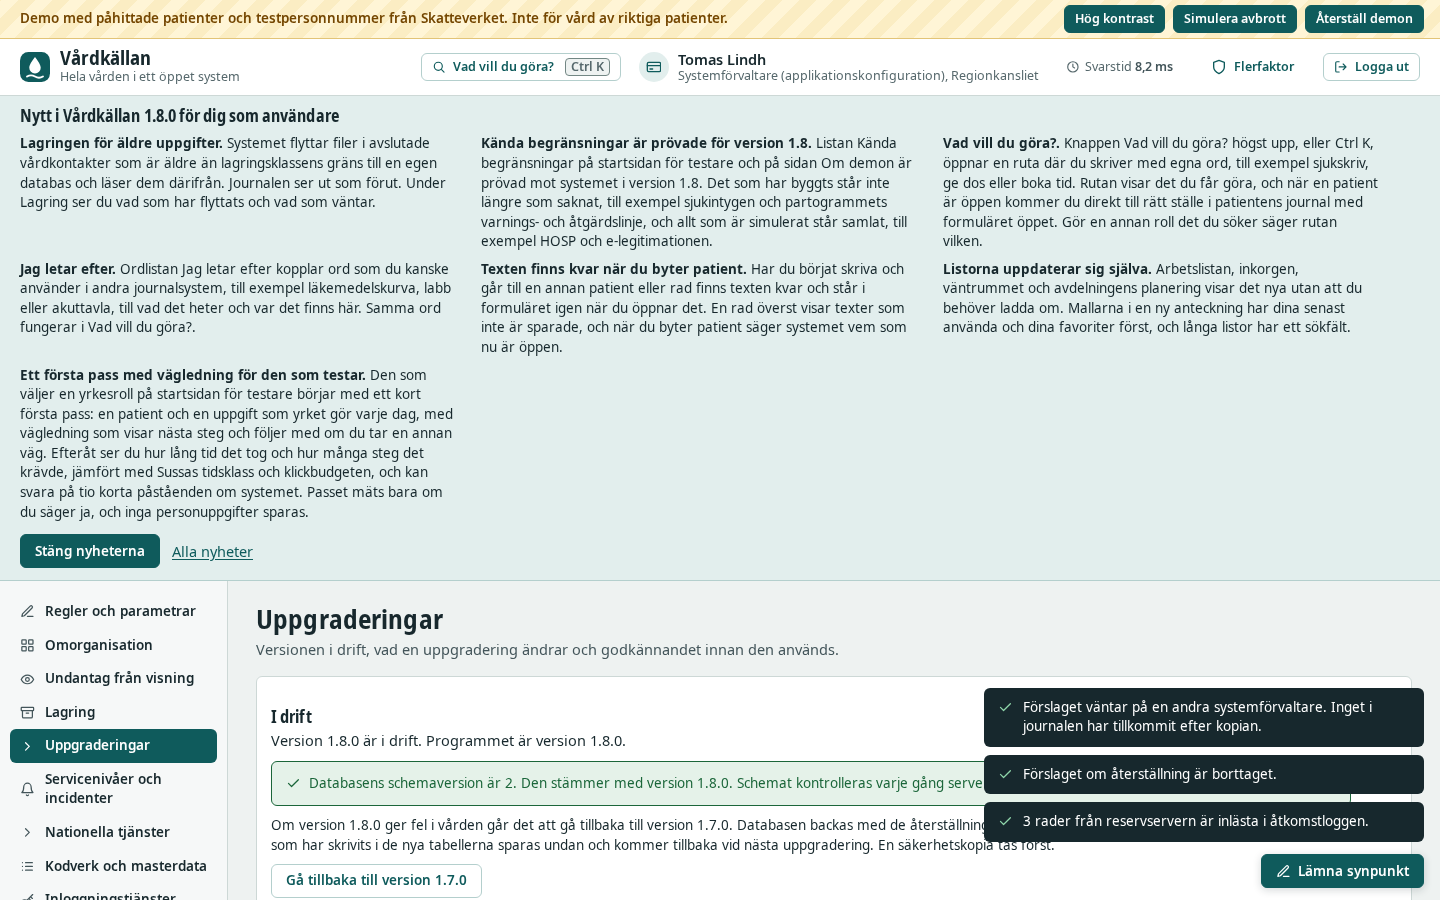 Demo med påhittade patienter och testpersonnummer från Skatteverket. Inte för vård av riktiga patienter.
Hög kontrast
Simulera avbrott
Återställ demon
Vårdkällan
Hela vården i ett öppet system
Vad vill du göra? Ctrl K
Tomas Lindh
Systemförvaltare (applikationskonfiguration), Regionkansliet
Svarstid 8,2 ms
Flerfaktor
Logga ut
Nytt i Vårdkällan 1.8.0 för dig som användare
Lagringen för äldre uppgifter. Systemet flyttar filer i avslutade
vårdkontakter som är äldre än lagringsklassens gräns till en egen
databas och läser dem därifrån. Journalen ser ut som förut. Under
Lagring ser du vad som har flyttats och vad som väntar.
Kända begränsningar är prövade för version 1.8. Listan Kända
begränsningar på startsidan för testare och på sidan Om demon är
prövad mot systemet i version 1.8. Det som har byggts står inte
längre som saknat, till exempel sjukintygen och partogrammets
varnings- och åtgärdslinje, och allt som är simulerat står samlat, till
exempel HOSP och e-legitimationen.
Vad vill du göra?. Knappen Vad vill du göra? högst upp, eller Ctrl K,
öppnar en ruta där du skriver med egna ord, till exempel sjukskriv,
ge dos eller boka tid. Rutan visar det du får göra, och när en patient
är öppen kommer du direkt till rätt ställe i patientens journal med
formuläret öppet. Gör en annan roll det du söker säger rutan
vilken.
Jag letar efter. Ordlistan Jag letar efter kopplar ord som du kanske
använder i andra journalsystem, till exempel läkemedelskurva, labb
eller akuttavla, till vad det heter och var det finns här. Samma ord
fungerar i Vad vill du göra?.
Texten finns kvar när du byter patient. Har du börjat skriva och
går till en annan patient eller rad finns texten kvar och står i
formuläret igen när du öppnar det. En rad överst visar texter som
inte är sparade, och när du byter patient säger systemet vem som
nu är öppen.
Listorna uppdaterar sig själva. Arbetslistan, inkorgen,
väntrummet och avdelningens planering visar det nya utan att du
behöver ladda om. Mallarna i en ny anteckning har dina senast
använda och dina favoriter först, och långa listor har ett sökfält.
Ett första pass med vägledning för den som testar. Den som
väljer en yrkesroll på startsidan för testare börjar med ett kort
första pass: en patient och en uppgift som yrket gör varje dag, med
vägledning som visar nästa steg och följer med om du tar en annan
väg. Efteråt ser du hur lång tid det tog och hur många steg det
krävde, jämfört med Sussas tidsklass och klickbudgeten, och kan
svara på tio korta påståenden om systemet. Passet mäts bara om
du säger ja, och inga personuppgifter sparas.
Stäng nyheterna
Alla nyheter
Regler och parametrar
Omorganisation
Undantag från visning
Lagring
Uppgraderingar
Servicenivåer och
incidenter
Nationella tjänster
Kodverk och masterdata
Inloggningstjänster
Uppgraderingar
Versionen i drift, vad en uppgradering ändrar och godkännandet innan den används.
I drift
Version 1.8.0 är i drift. Programmet är version 1.8.0.
Databasens schemaversion är 2. Den stämmer med version 1.8.0. Schemat kontrolleras varje gång serve
Om version 1.8.0 ger fel i vården går det att gå tillbaka till version 1.7.0. Databasen backas med de återställning
som har skrivits i de nya tabellerna sparas undan och kommer tillbaka vid nästa uppgradering. En säkerhetskopia tas först.
Gå tillbaka till version 1.7.0
Förslaget väntar på en andra systemförvaltare. Inget i
journalen har tillkommit efter kopian.
Förslaget om återställning är borttaget.
3 rader från reservservern är inlästa i åtkomstloggen.
Lämna synpunkt